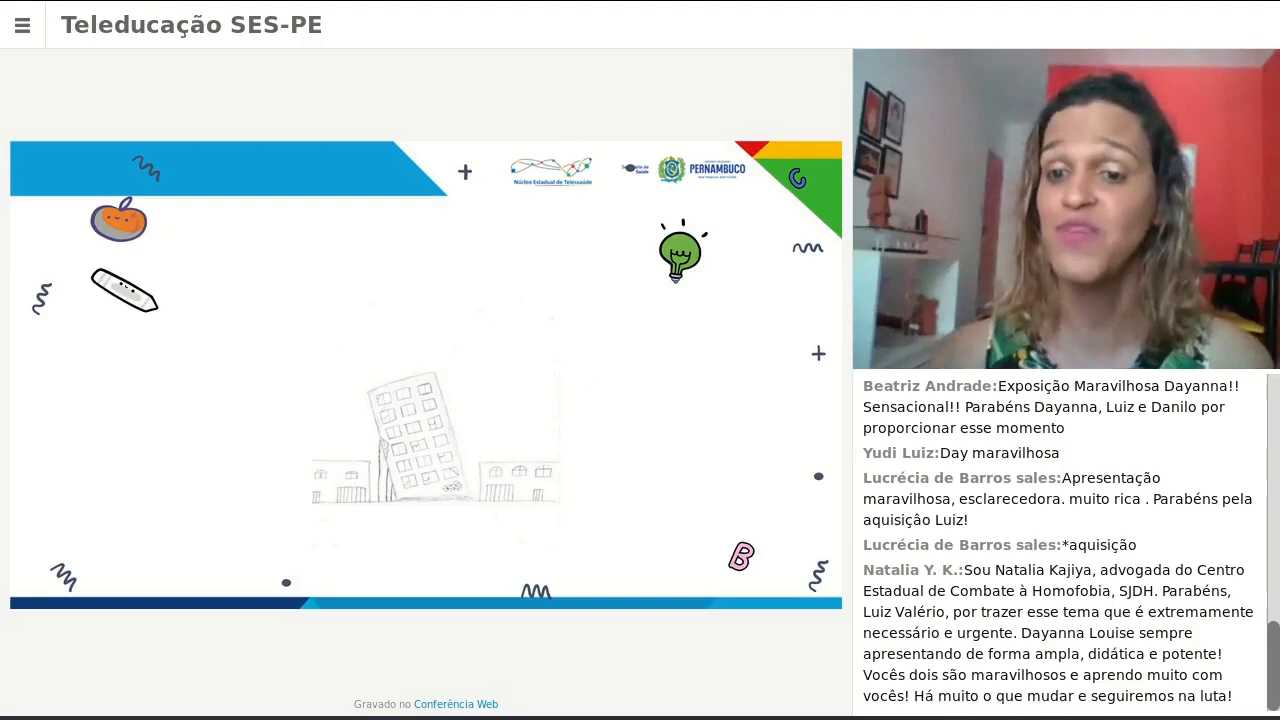 Teleducação SES-PE
Núcleo Estadual de Telessaúde
Saúde
PERNAMBUCO
B
Beatriz Andrade:Exposição Maravilhosa Dayanna!!
Sensacional!! Parabéns Dayanna, Luiz e Danilo por
proporcionar esse momento
Yudi Luiz:Day maravilhosa
Lucrécia de Barros sales:Apresentação
maravilhosa, esclarecedora. muito rica . Parabéns pela
aquisição Luiz!
Lucrécia de Barros sales:*aquisição
Natalia Y. K.:Sou Natalia Kajiya, advogada do Centro
Estadual de Combate à Homofobia, SJDH. Parabéns,
Luiz Valério, por trazer esse tema que é extremamente
necessário e urgente. Dayanna Louise sempre
apresentando de forma ampla, didática e potente!
Vocês dois são maravilhosos e aprendo muito com
vocês! Há muito o que mudar e seguiremos na luta!
Gravado no Conferência Web